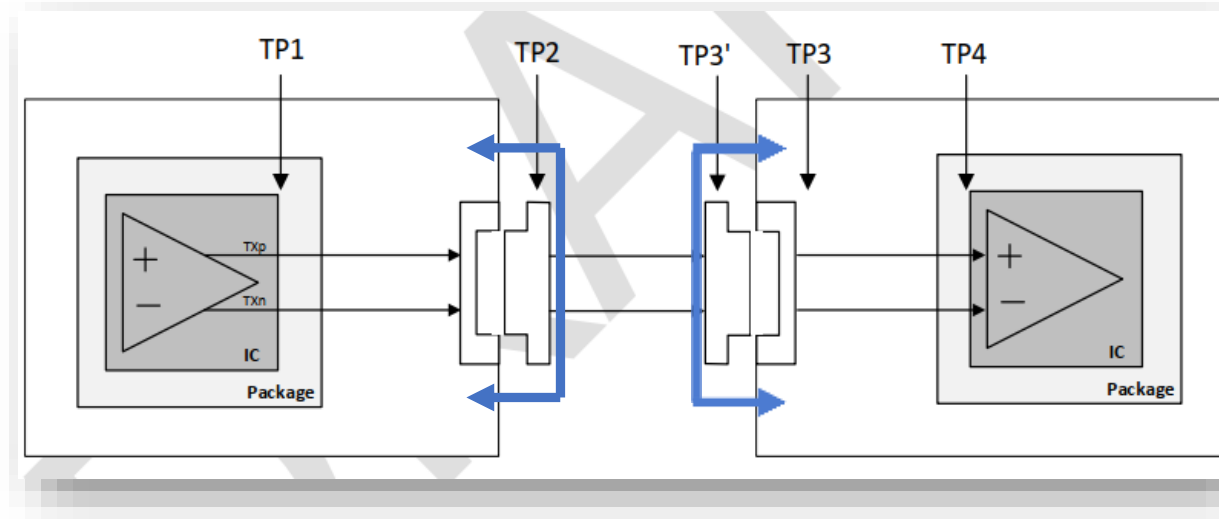 TP1
TP2
TP3'
TP3
TP4
TXp
+
−
TXn
IC
Package
+
−
IC
Package